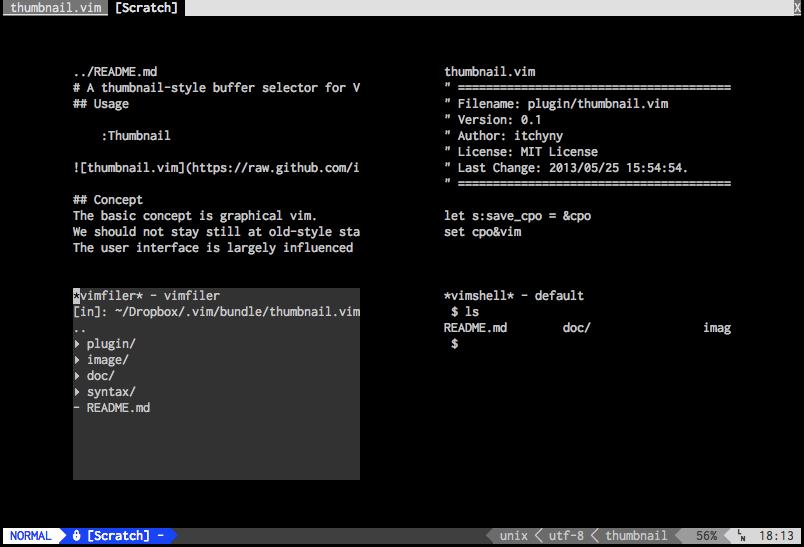 thumbnail.vim [Scratch] X
../README.md
# A thumbnail-style buffer selector for V
## Usage
:Thumbnail
![thumbnail.vim](https://raw.github.com/i
## Concept
The basic concept is graphical vim.
We should not stay still at old-style sta
The user interface is largely influenced
thumbnail.vim
" =======================================
" Filename: plugin/thumbnail.vim
" Version: 0.1
" Author: itchyny
" License: MIT License
" Last Change: 2013/05/25 15:54:54.
" =======================================
let s:save_cpo = &cpo
set cpo&vim
*vimfiler* - vimfiler
[in]: ~/Dropbox/.vim/bundle/thumbnail.vim
..
▸ plugin/
▸ image/
▸ doc/
▸ syntax/
- README.md
*vimshell* - default
$ ls
README.md doc/ imag
$
NORMAL [Scratch] - unix < utf-8 < thumbnail 56% LN 18:13